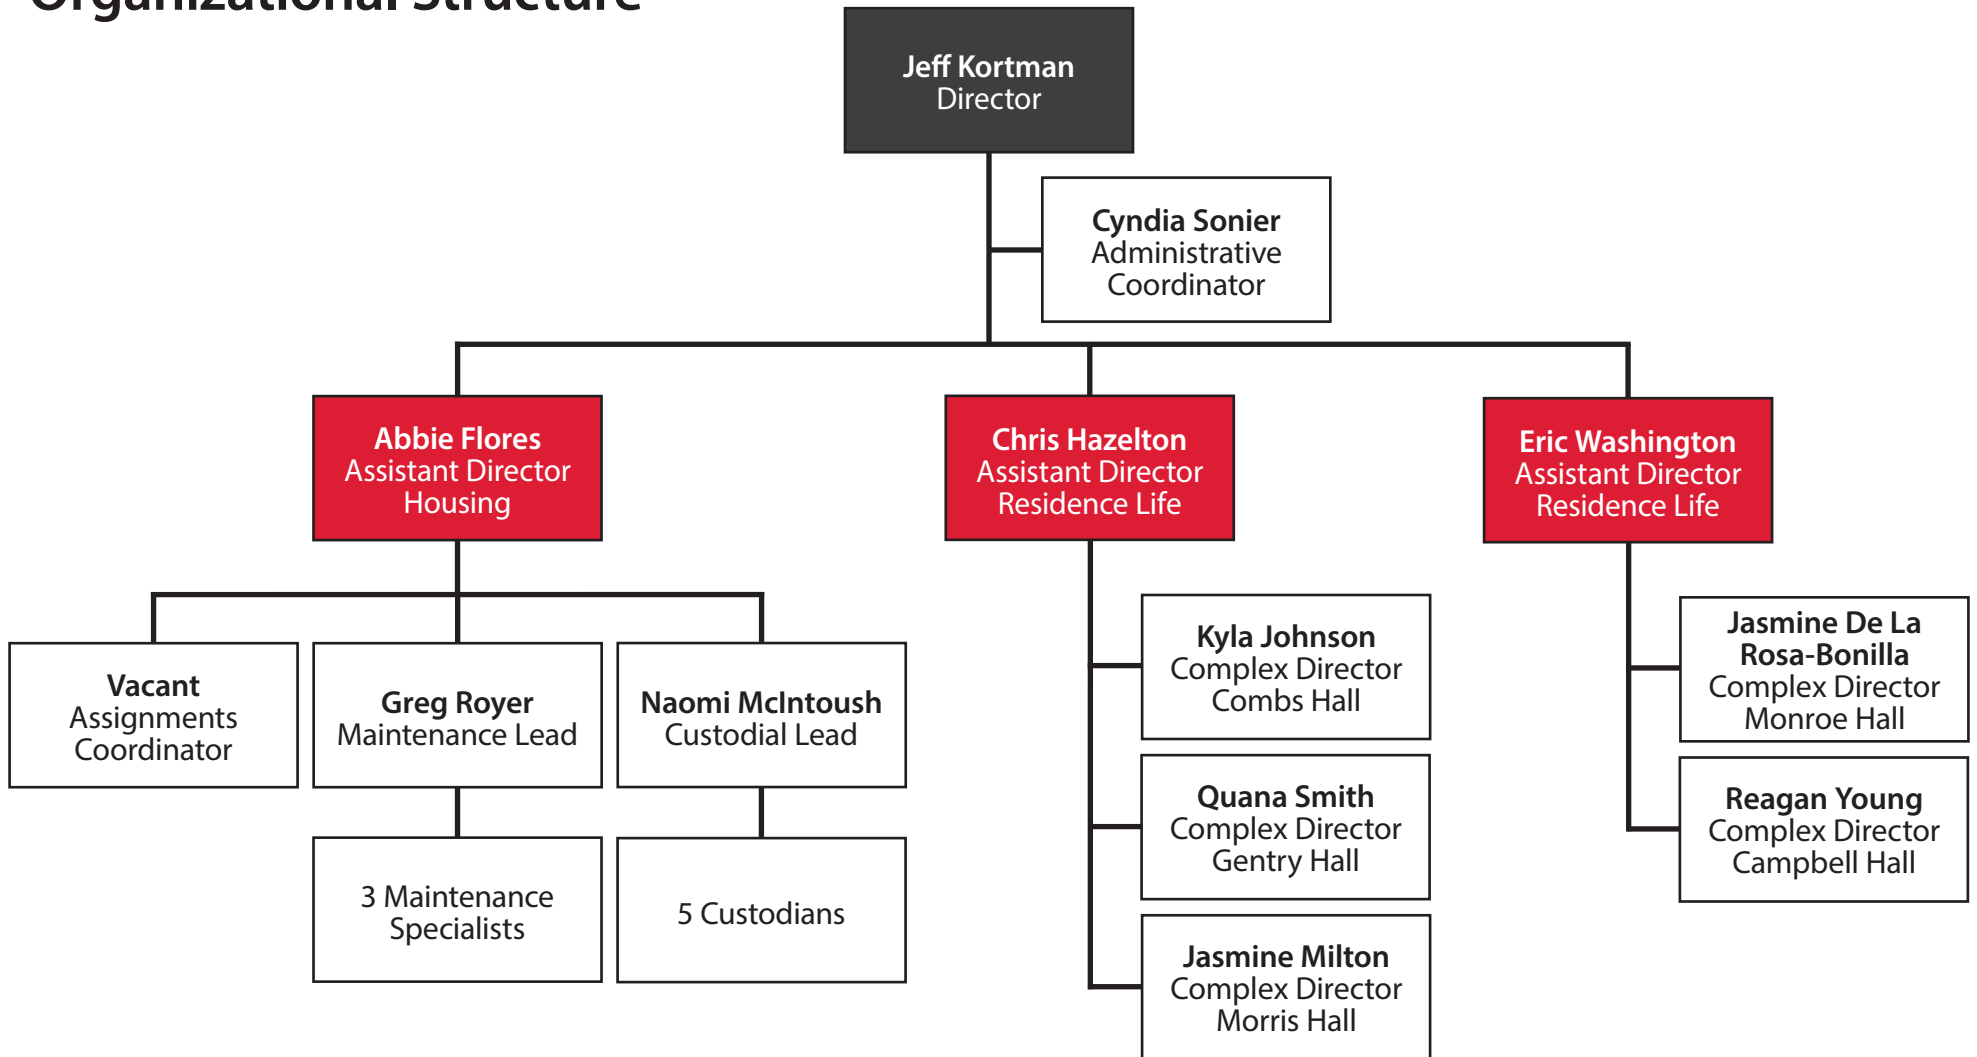 Organizational Structure
Jeff Kortman
Director
Cyndia Sonier
Administrative
Coordinator
Abbie Flores
Assistant Director
Housing
Chris Hazelton
Assistant Director
Residence Life
Eric Washington
Assistant Director
Residence Life
Vacant
Assignments
Coordinator
Greg Royer
Maintenance Lead
Naomi McIntoush
Custodial Lead
3 Maintenance
Specialists
5 Custodians
Kyla Johnson
Complex Director
Combs Hall
Quana Smith
Complex Director
Gentry Hall
Jasmine Milton
Complex Director
Morris Hall
Jasmine De La
Rosa-Bonilla
Complex Director
Monroe Hall
Reagan Young
Complex Director
Campbell Hall